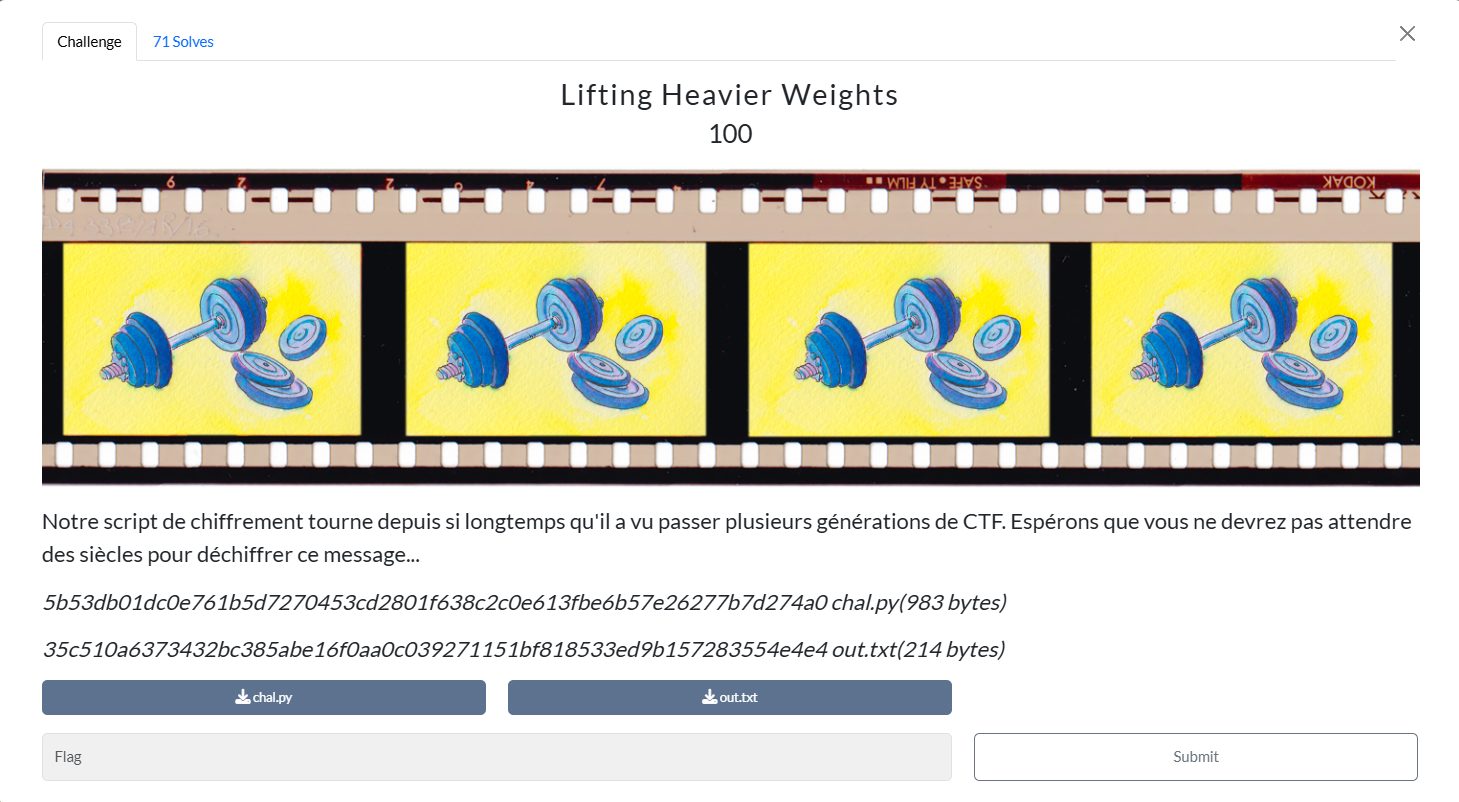 Challenge
71 Solves
Lifting Heavier Weights
100
SAFE•TY FILM
KODAK
Notre script de chiffrement tourne depuis si longtemps qu'il a vu passer plusieurs générations de CTF. Espérons que vous ne devrez pas attendre
des siècles pour déchiffrer ce message...
5b53db01dc0e761b5d7270453cd2801f638c2c0e613fbe6b57e26277b7d274a0 chal.py(983 bytes)
35c510a6373432bc385abe16f0aa0c039271151bf818533ed9b157283554e4e4 out.txt(214 bytes)
chal.py
out.txt
Flag
Submit